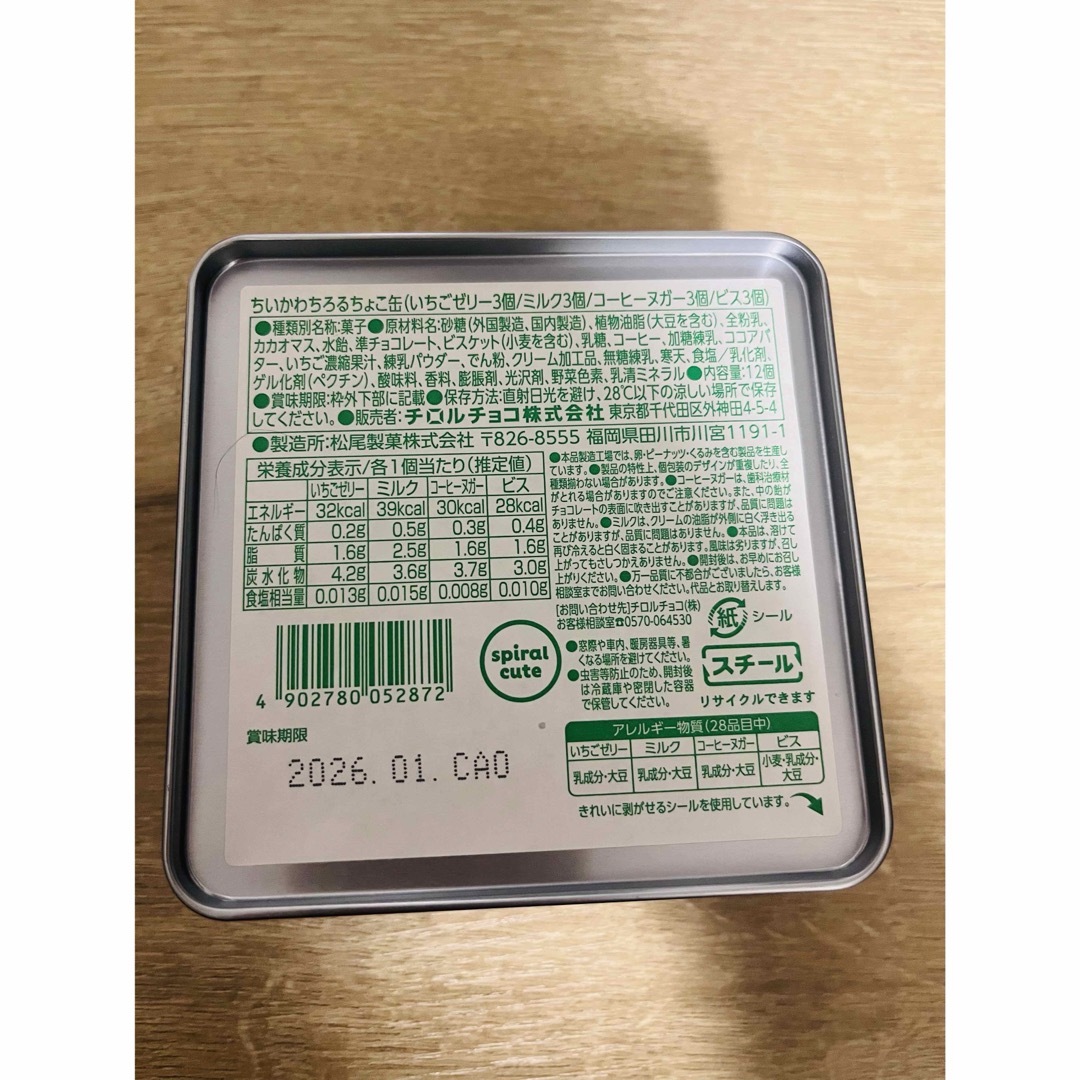 ちいかわちろるちょこ缶(いちごゼリー3個/ミルク3個/コーヒーヌガー3個/ビス3個)
●種類別名称:菓子●原材料名:砂糖(外国製造、国内製造)、植物油脂(大豆を含む)、全粉乳、
カカオマス、水飴、準チョコレート、ビスケット(小麦を含む)、乳糖、コーヒー、加糖練乳、ココアバ
ター、いちご濃縮果汁、練乳パウダー、でん粉、クリーム加工品、無糖練乳、寒天、食塩/乳化剤、
ゲル化剤(ペクチン)、酸味料、香料、膨脹剤、光沢剤、野菜色素、乳清ミネラル●内容量:12個
●賞味期限:枠外下部に記載●保存方法:直射日光を避け、28℃以下の涼しい場所で保存
してください。●販売者:チロルチョコ株式会社 東京都千代田区外神田4-5-4
●製造所:松尾製菓株式会社 〒826-8555 福岡県田川市川宮1191-1
栄養成分表示/各1個当たり(推定値)
いちごゼリー ミルク コーヒーヌガー ビス
エネルギー 32kcal 39kcal 30kcal 28kcal
たんぱく質 0.2g 0.5g 0.3g 0.4g
脂質 1.6g 2.5g 1.6g 1.6g
炭水化物 4.2g 3.6g 3.7g 3.0g
食塩相当量 0.013g 0.015g 0.008g 0.010g
●本品製造工場では、卵・ピーナッツ・くるみを含む製品を生産し
ています。●製品の特性上、個包装のデザインが重複したり、全
種類揃わない場合があります。●コーヒーヌガーは、歯科治療材
がとれる場合がありますのでご注意ください。また、中の飴が
チョコレートの表面に吹き出すことがありますが、品質に問題は
ありません。●ミルクは、クリームの油脂が外側に白く浮き出る
ことがありますが、品質に問題はありません。●本品は、溶けて
再び冷えると白く固まることがあります。風味は劣りますが、召し
上がってもさしつかえありません。●開封後は、お早めにお召し
上がりください。●万一品質に不都合がございましたら、お客様
相談室までお問い合わせください。代品とお取り替えします。
[お問い合わせ先]チロルチョコ(株)
お客様相談室☎0570-064530
紙 シール
●窓際や車内、暖房器具等、暑
くなる場所を避けてください。
●虫害等防止のため、開封後
は冷蔵庫や密閉した容器
で保管してください。
スチール
リサイクルできます
spiral
cute
4 902780 052872
賞味期限
2026.01.CAO
アレルギー物質(28品目中)
いちごゼリー ミルク コーヒーヌガー ビス
乳成分・大豆 乳成分・大豆 乳成分・大豆 小麦・乳成分・
大豆
きれいに剥がせるシールを使用しています。